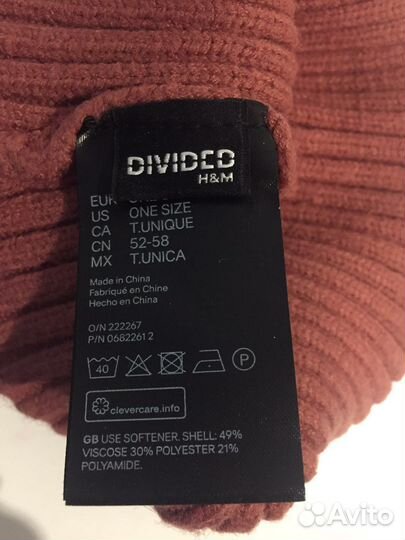 DIVIDED
H&M
EUR
US ONE SIZE
CA T.UNIQUE
CN 52-58
MX T.UNICA
Made in China
Fabriqué en Chine
Hecho en China
O/N 222267
P/N 0682261 2
40 P
clevercare.info
GB USE SOFTENER. SHELL: 49%
VISCOSE 30% POLYESTER 21%
POLYAMIDE.
Avito